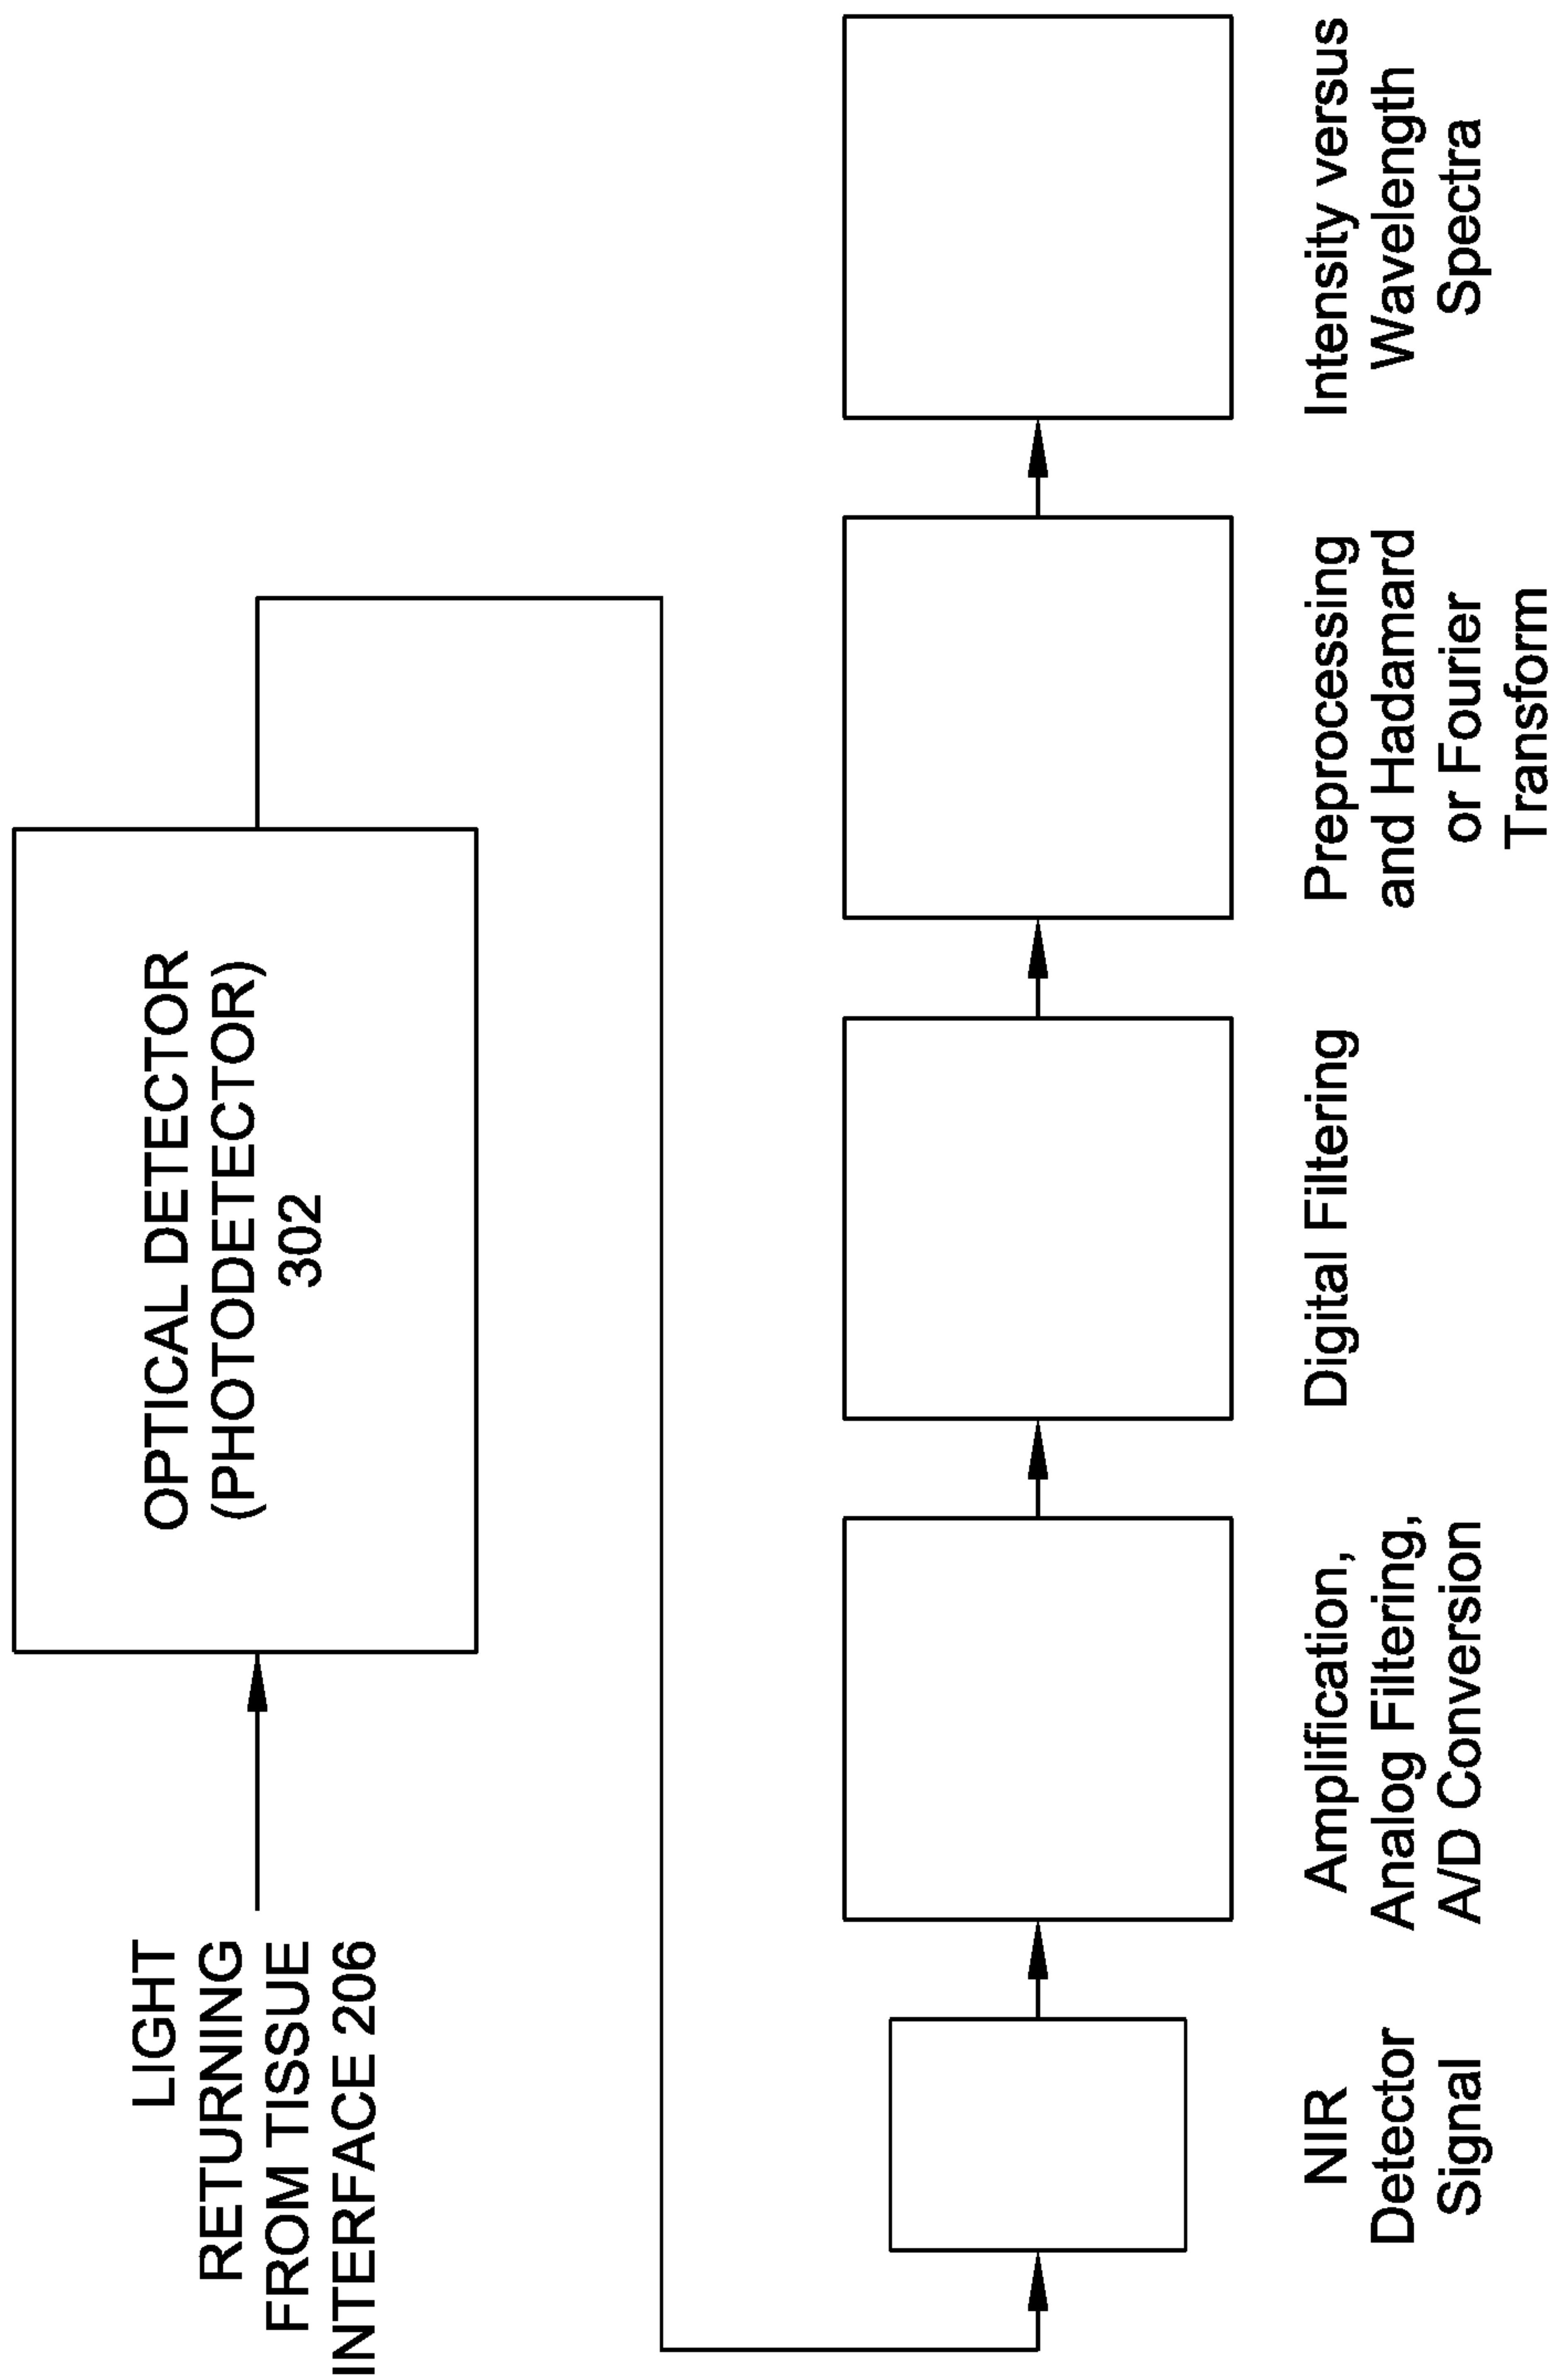 LIGHT
RETURNING
FROM TISSUE
INTERFACE 206
OPTICAL DETECTOR
(PHOTODETECTOR)
302
NIR
Detector
Signal
Amplification,
Analog Filtering,
A/D Conversion
Digital Filtering
Preprocessing
and Hadamard
or Fourier
Transform
Intensity versus
Wavelength
Spectra